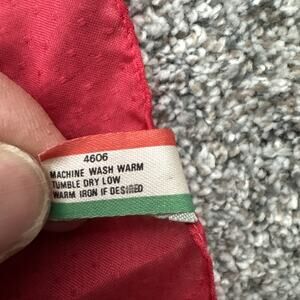 4606
MACHINE WASH WARM
TUMBLE DRY LOW
WARM IRON IF DESIRED